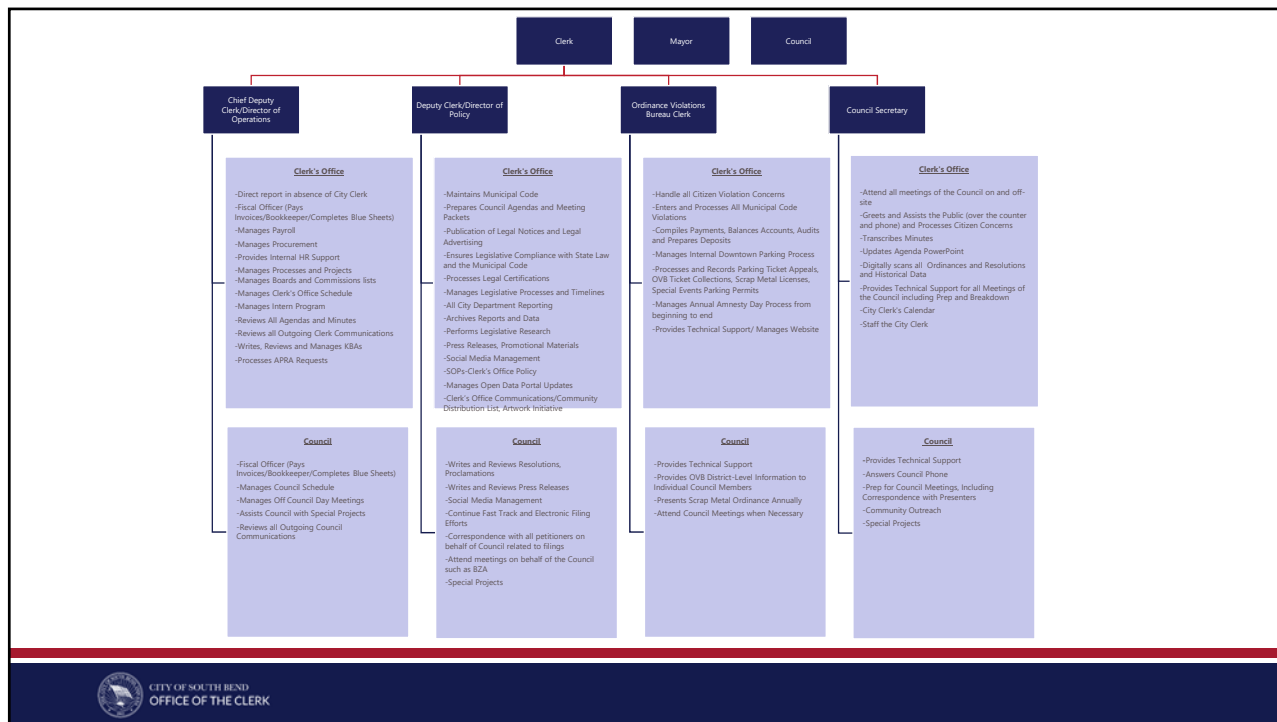 Clerk
Mayor
Council
Chief Deputy
Clerk/Director of
Operations
Deputy Clerk/Director of
Policy
Ordinance Violations
Bureau Clerk
Council Secretary
Clerk's Office
-Direct report in absence of City Clerk
-Fiscal Officer (Pays
Invoices/Bookkeeper/Completes Blue Sheets)
-Manages Payroll
-Manages Procurement
-Provides Internal HR Support
-Manages Processes and Projects
-Manages Boards and Commissions lists
-Manages Clerk's Office Schedule
-Manages Intern Program
-Reviews All Agendas and Minutes
-Reviews all Outgoing Clerk Communications
-Writes, Reviews and Manages KBAs
-Processes APRA Requests
Clerk's Office
-Maintains Municipal Code
-Prepares Council Agendas and Meeting
Packets
-Publication of Legal Notices and Legal
Advertising
-Ensures Legislative Compliance with State Law
and the Municipal Code
-Processes Legal Certifications
-Manages Legislative Processes and Timelines
-All City Department Reporting
-Archives Reports and Data
-Performs Legislative Research
-Press Releases, Promotional Materials
-Social Media Management
-SOPs-Clerk's Office Policy
-Manages Open Data Portal Updates
-Clerk's Office Communications/Community
Distribution List, Artwork Initiative
Clerk's Office
-Handle all Citizen Violation Concerns
-Enters and Processes All Municipal Code
Violations
-Compiles Payments, Balances Accounts, Audits
and Prepares Deposits
-Manages Internal Downtown Parking Process
-Processes and Records Parking Ticket Appeals,
OVB Ticket Collections, Scrap Metal Licenses,
Special Events Parking Permits
-Manages Annual Amnesty Day Process from
beginning to end
-Provides Technical Support/ Manages Website
Clerk's Office
-Attend all meetings of the Council on and off-
site
-Greets and Assists the Public (over the counter
and phone) and Processes Citizen Concerns
-Transcribes Minutes
-Updates Agenda PowerPoint
-Digitally scans all Ordinances and Resolutions
and Historical Data
-Provides Technical Support for all Meetings of
the Council including Prep and Breakdown
-City Clerk's Calendar
-Staff the City Clerk
Council
-Fiscal Officer (Pays
Invoices/Bookkeeper/Completes Blue Sheets)
-Manages Council Schedule
-Manages Off Council Day Meetings
-Assists Council with Special Projects
-Reviews all Outgoing Council
Communications
Council
-Writes and Reviews Resolutions,
Proclamations
-Writes and Reviews Press Releases
-Social Media Management
-Continue Fast Track and Electronic Filing
Efforts
-Correspondence with all petitioners on
behalf of Council related to filings
-Attend meetings on behalf of the Council
such as BZA
-Special Projects
Council
-Provides Technical Support
-Provides OVB District-Level Information to
Individual Council Members
-Presents Scrap Metal Ordinance Annually
-Attend Council Meetings when Necessary
Council
-Provides Technical Support
-Answers Council Phone
-Prep for Council Meetings, Including
Correspondence with Presenters
-Community Outreach
-Special Projects
CITY OF SOUTH BEND
OFFICE OF THE CLERK